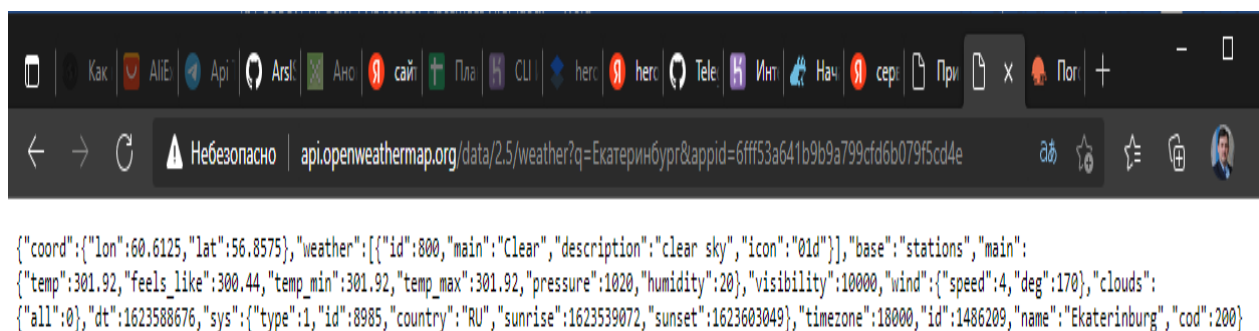 Как AliE Api Arsl Ано сайт Пла CLI herc herc Tele Инт Нач сере При Пог
Небезопасно api.openweathermap.org/data/2.5/weather?q=Екатеринбург&appid=6fff53a641b9b9a799cfd6b079f5cd4e
{"coord":{"lon":60.6125,"lat":56.8575},"weather":[{"id":800,"main":"Clear","description":"clear sky","icon":"01d"}],"base":"stations","main":
{"temp":301.92,"feels_like":300.44,"temp_min":301.92,"temp_max":301.92,"pressure":1020,"humidity":20},"visibility":10000,"wind":{"speed":4,"deg":170},"clouds":
{"all":0},"dt":1623588676,"sys":{"type":1,"id":8985,"country":"RU","sunrise":1623539072,"sunset":1623603049},"timezone":18000,"id":1486209,"name":"Ekaterinburg","cod":200}